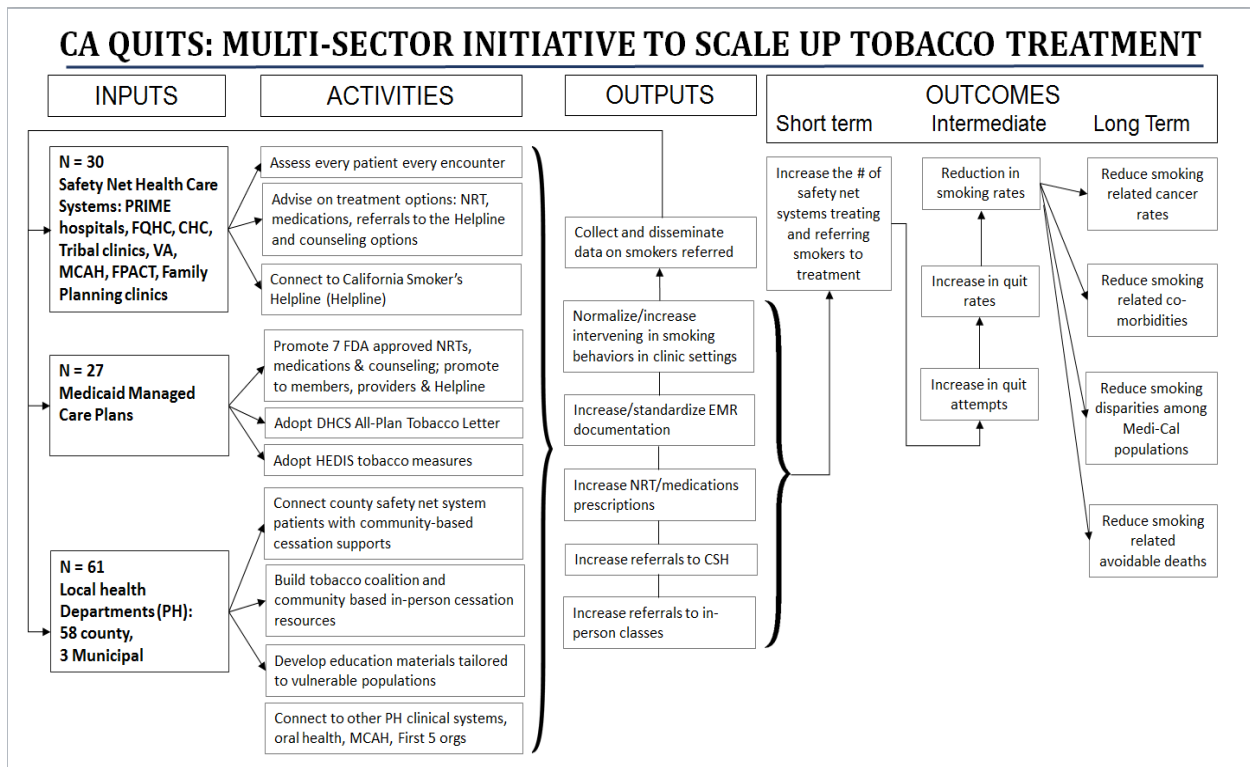 CA QUITS: MULTI-SECTOR INITIATIVE TO SCALE UP TOBACCO TREATMENT
INPUTS
ACTIVITIES
OUTPUTS
OUTCOMES
Short term
Intermediate
Long Term
N = 30
Safety Net Health Care
Systems: PRIME
hospitals, FQHC, CHC,
Tribal clinics, VA,
MCAH, FPACT, Family
Planning clinics
N = 27
Medicaid Managed
Care Plans
N = 61
Local health
Departments (PH):
58 county,
3 Municipal
Assess every patient every encounter
Advise on treatment options: NRT,
medications, referrals to the Helpline
and counseling options
Connect to California Smoker's
Helpline (Helpline)
Promote 7 FDA approved NRTs,
medications & counseling; promote
to members, providers & Helpline
Adopt DHCS All-Plan Tobacco Letter
Adopt HEDIS tobacco measures
Connect county safety net system
patients with community-based
cessation supports
Build tobacco coalition and
community based in-person cessation
resources
Develop education materials tailored
to vulnerable populations
Connect to other PH clinical systems,
oral health, MCAH, First 5 orgs
Collect and disseminate
data on smokers referred
Normalize/increase
intervening in smoking
behaviors in clinic settings
Increase/standardize EMR
documentation
Increase NRT/medications
prescriptions
Increase referrals to CSH
Increase referrals to in-
person classes
Increase the # of
safety net
systems treating
and referring
smokers to
treatment
Reduction in
smoking rates
Increase in quit
rates
Increase in quit
attempts
Reduce smoking
related cancer
rates
Reduce smoking
related co-
morbidities
Reduce smoking
disparities among
Medi-Cal
populations
Reduce smoking
related
avoidable deaths